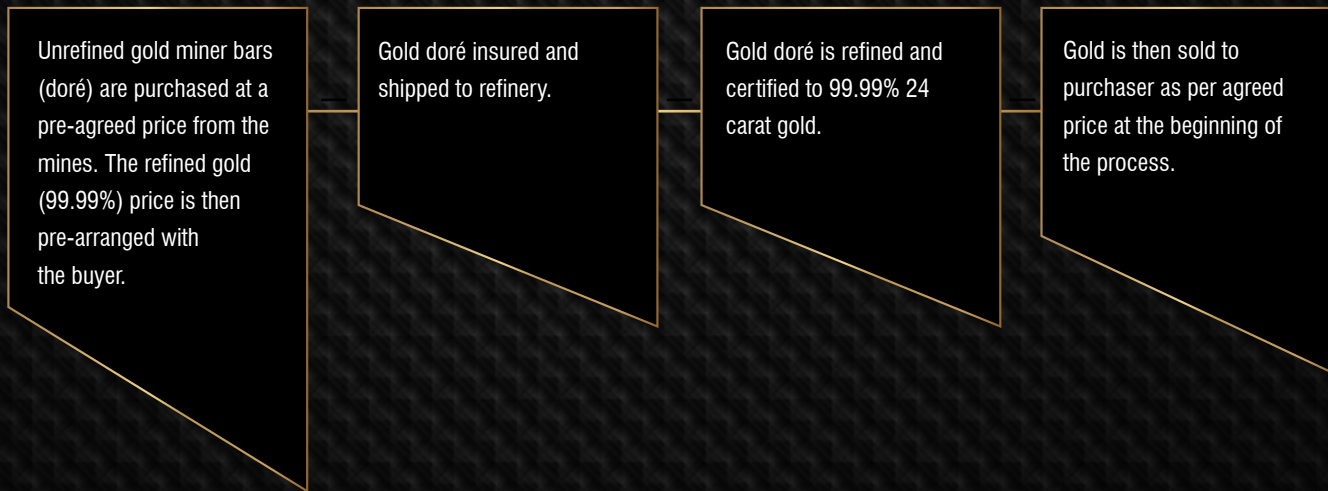 Unrefined gold miner bars
(doré) are purchased at a
pre-agreed price from the
mines. The refined gold
(99.99%) price is then
pre-arranged with
the buyer.
Gold doré insured and
shipped to refinery.
Gold doré is refined and
certified to 99.99% 24
carat gold.
Gold is then sold to
purchaser as per agreed
price at the beginning of
the process.